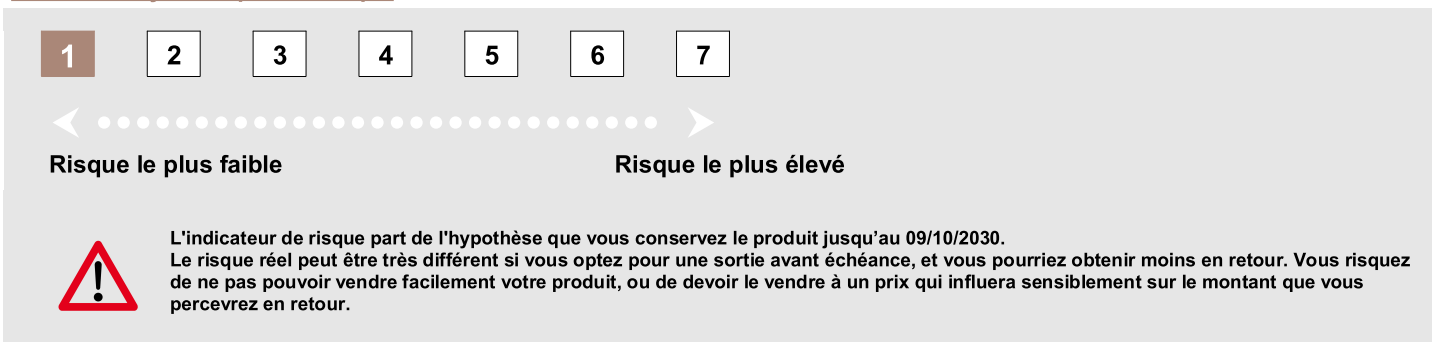 1 2 3 4 5 6 7
Risque le plus faible Risque le plus élevé
L'indicateur de risque part de l'hypothèse que vous conservez le produit jusqu’au 09/10/2030.
Le risque réel peut être très différent si vous optez pour une sortie avant échéance, et vous pourriez obtenir moins en retour. Vous risquez
de ne pas pouvoir vendre facilement votre produit, ou de devoir le vendre à un prix qui influera sensiblement sur le montant que vous
percevrez en retour.